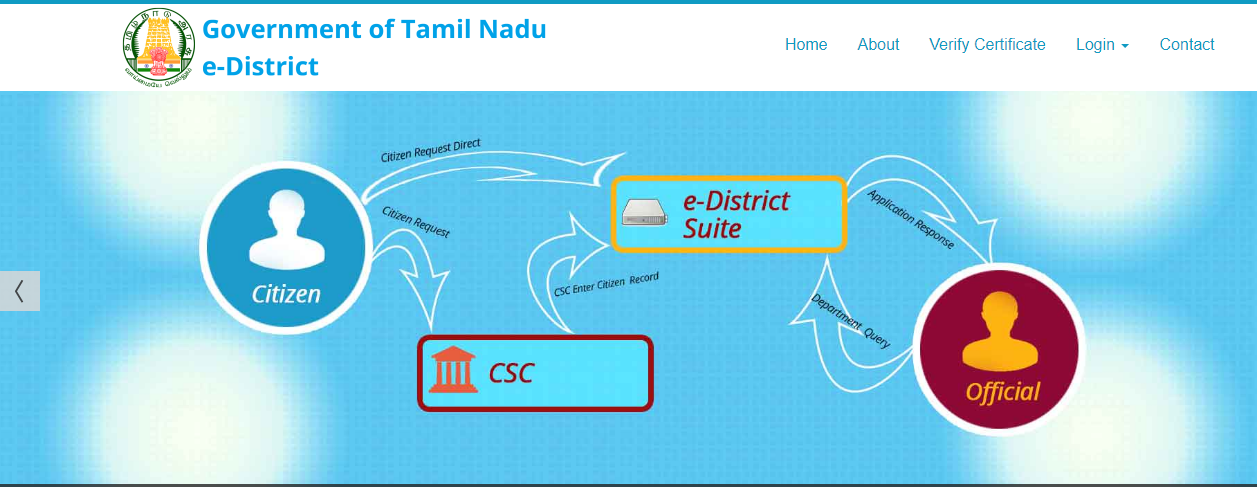 Government of Tamil Nadu
e-District
Home
About
Verify Certificate
Login
Contact
Citizen Request Direct
Citizen Request
e-District
Suite
Application Response
Citizen
CSC Enter Citizen Record
Department Query
CSC
Official